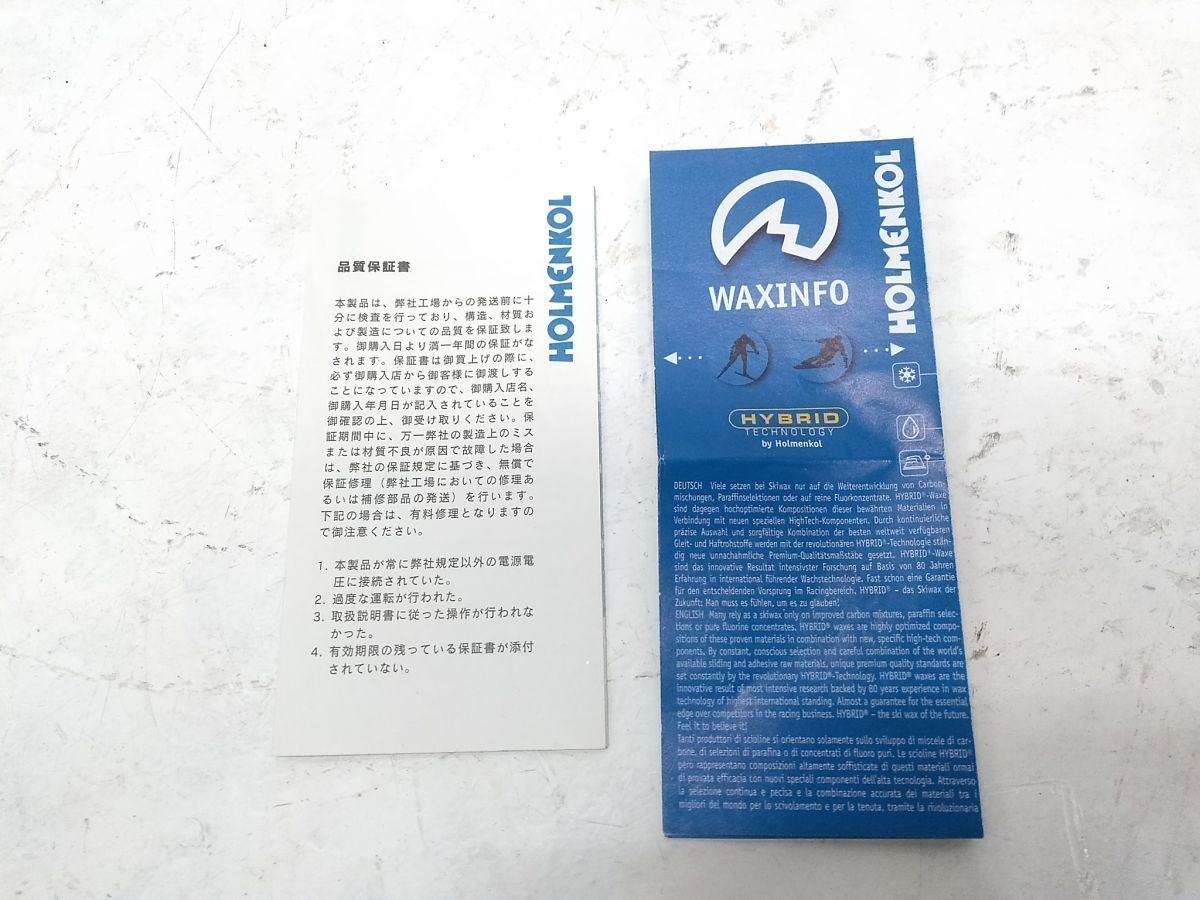 HOLMENKOL
品質保証書
本製品は、弊社工場からの発送前に十
分に検査を行っており、構造、材質お
よび製造についての品質を保証致しま
す。御購入日より満一年間の保証がな
されます。保証書は御買上げの際に、
必ず御購入店から御客様に御渡しする
ことになっていますので、御購入店名、
御購入年月日が記入されていることを
御確認の上、御受け取りください。保
証期間中に、万一弊社の製造上のミス
または材質不良が原因で故障した場合
は、弊社の保証規定に基づき、無償で
保証修理（弊社工場においての修理あ
るいは補修部品の発送）を行います。
下記の場合は、有料修理となりますの
で御注意ください。
1. 本製品が常に弊社規定以外の電源電
圧に接続されていた。
2. 過度な運転が行われた。
3. 取扱説明書に従った操作が行われな
かった。
4. 有効期限の残っている保証書が添付
されていない。
HOLMENKOL
WAXINFO
HYBRID
TECHNOLOGY
by Holmenkol
DEUTSCH Viele setzen bei Skiwax nur auf die Weiterentwicklung von Carbon-
mischungen, Paraffinselektionen oder auf reine Fluorkonzentrate. HYBRID®-Waxe
sind dagegen hochoptimierte Kompositionen dieser bewährten Materialien in
Verbindung mit neuen speziellen HighTech-Komponenten. Durch kontinuierliche
präzise Auswahl und sorgfältige Kombination der besten weltweit verfügbaren
Gleit- und Haftrohstoffe werden mit der revolutionären HYBRID®-Technologie stän-
dig neue unnachahmliche Premium-Qualitätsmaßstäbe gesetzt. HYBRID®-Waxe
sind das innovative Resultat intensivster Forschung auf Basis von 80 Jahren
Erfahrung in international führender Wachstechnologie. Fast schon eine Garantie
für den entscheidenden Vorsprung im Racingbereich. HYBRID® – das Skiwax der
Zukunft: Man muss es fühlen, um es zu glauben!
ENGLISH Many rely as a skiwax only on improved carbon mixtures, paraffin selec-
tions or pure fluorine concentrates. HYBRID® waxes are highly optimized compo-
sitions of these proven materials in combination with new, specific high-tech com-
ponents. By constant, conscious selection and careful combination of the world's
available sliding and adhesive raw materials, unique premium quality standards are
set constantly by the revolutionary HYBRID®-Technology. HYBRID® waxes are the
innovative result of most intensive research backed by 80 years experience in wax
technology of highest international standing. Almost a guarantee for the essential
edge over competitors in the racing business. HYBRID® – the ski wax of the future.
Feel it to believe it!
Tanti produttori di scioline si orientano solamente sullo sviluppo di miscele di car-
bone, di selezioni di parafina o di concentrati di fluoro puri. Le scioline HYBRID®
pero rappresentano composizioni altamente soffisticate di questi materiali ormai
di provata efficacia con nuovi speciali componenti dell'alta tecnologia. Attraverso
la selezione continua e pecisa e la combinazione accurata dei materiali tra i
migliori del mondo per lo scivolamento e per la tenuta, tramite la rivoluzionaria